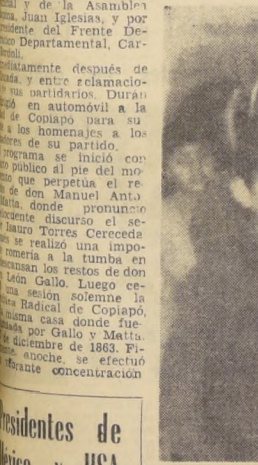 y de la Asamblea
Juan Iglesias, y por
del Frente De-
Departamental, Car-
después de
y entre aclamacio-
sus partidarios, Durán
en automóvil a la
de Copiapó para su
a los homenajes a los
de su partido.
programa se inició con
público al pie del mo-
que perpetúa el re-
de don Manuel Anto.
Matta, donde pronunció
discurso el se-
Isauro Torres Cereceda
se realizó una impo-
romería a la tumba en
descansan los restos de don
León Gallo. Luego ce-
una sesión solemne la
Radical de Copiapó,
misma casa donde fue-
por Gallo y Matta
de diciembre de 1863. Fi-
anoche, se efectuó
concentración
Presidentes de
México USA